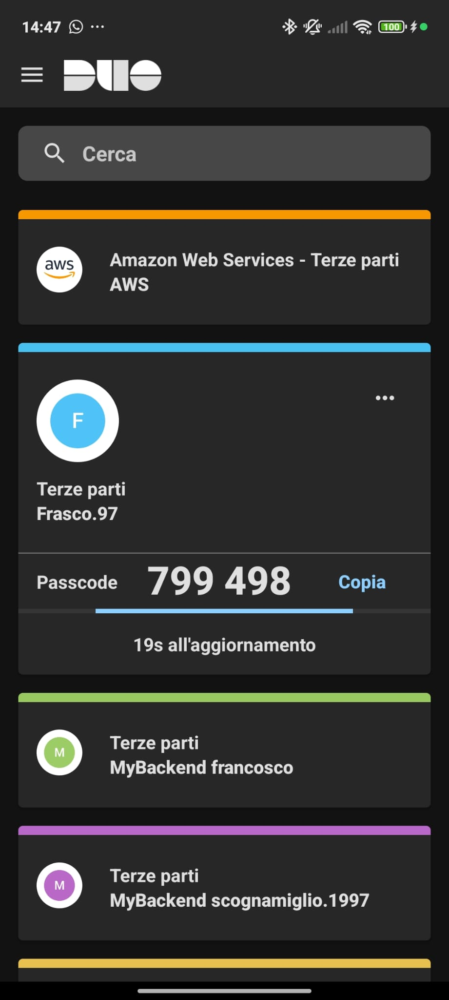 14:47
100
DUO
Cerca
aws
Amazon Web Services - Terze parti
AWS
F
Terze parti
Frasco.97
Passcode 799 498 Copia
19s all'aggiornamento
M
Terze parti
MyBackend francosco
M
Terze parti
MyBackend scognamiglio.1997